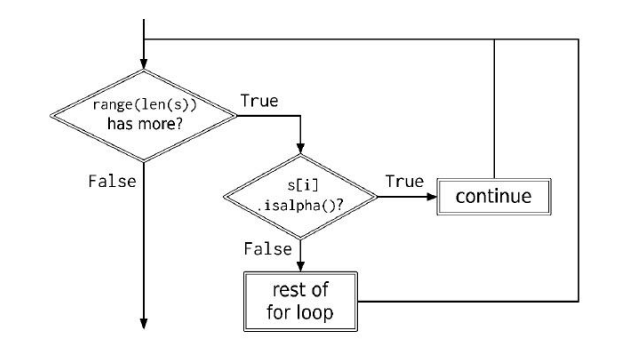 range(len(s))
has more?
True
False
s[i]
.isalpha()?
True
continue
False
rest of
for loop